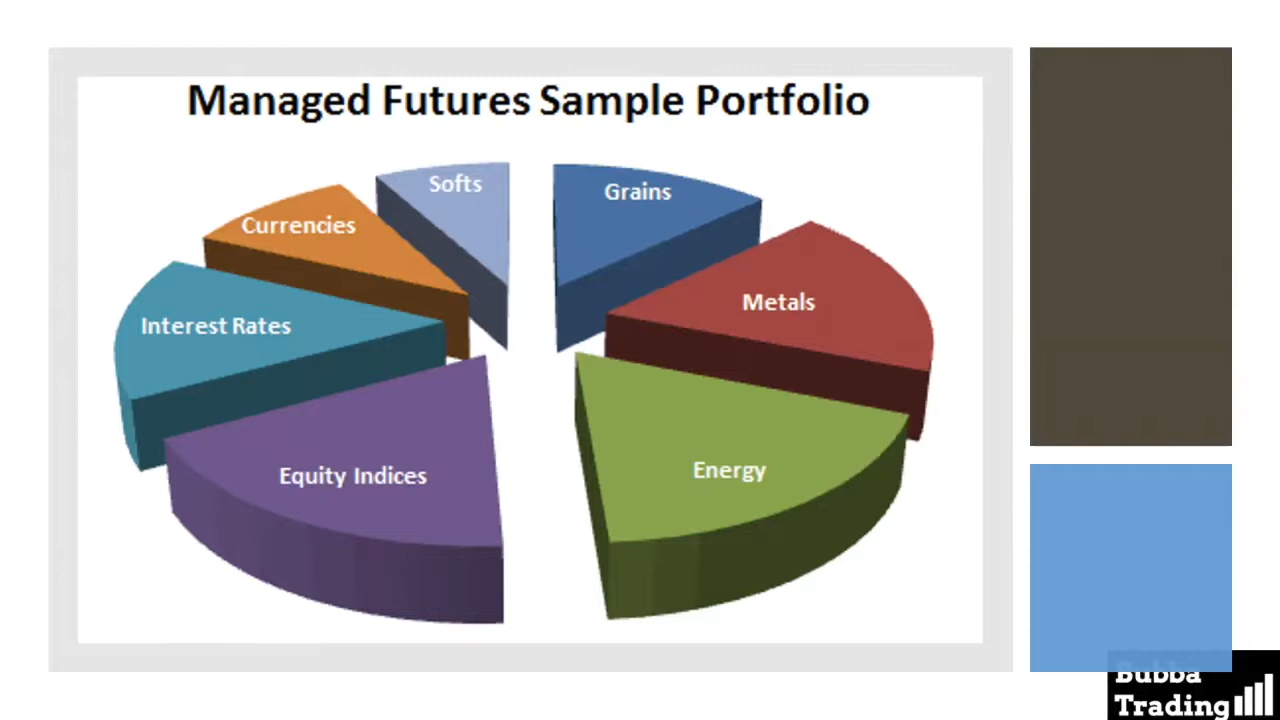 Managed Futures Sample Portfolio
Softs
Grains
Currencies
Metals
Interest Rates
Energy
Equity Indices
Bubba
Trading